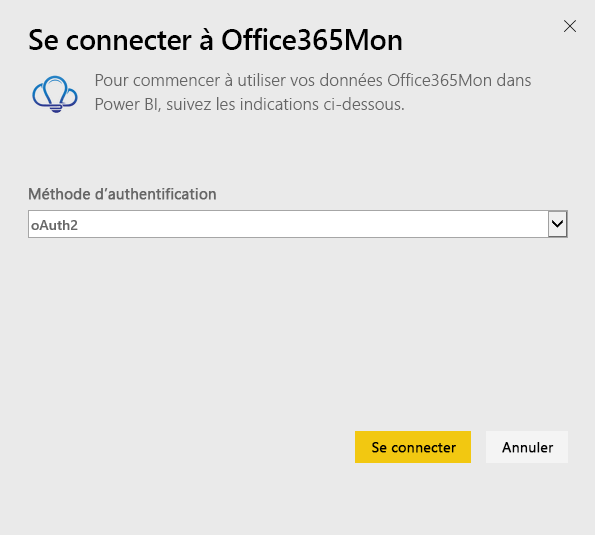 Se connecter à Office365Mon
Pour commencer à utiliser vos données Office365Mon dans
Power BI, suivez les indications ci-dessous.
Méthode d’authentification
oAuth2
Se connecter
Annuler